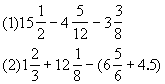 (1)15 1/2 − 4 5/12 − 3 3/8
(2)1 2/3 + 12 1/8 − (6 5/6 + 4.5)